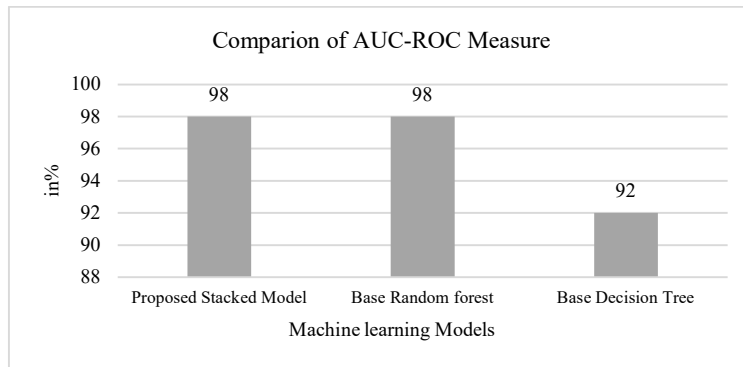 Comparion of AUC-ROC Measure
100
98
96
94
92
90
88
in%
98
98
92
Proposed Stacked Model
Base Random forest
Base Decision Tree
Machine learning Models